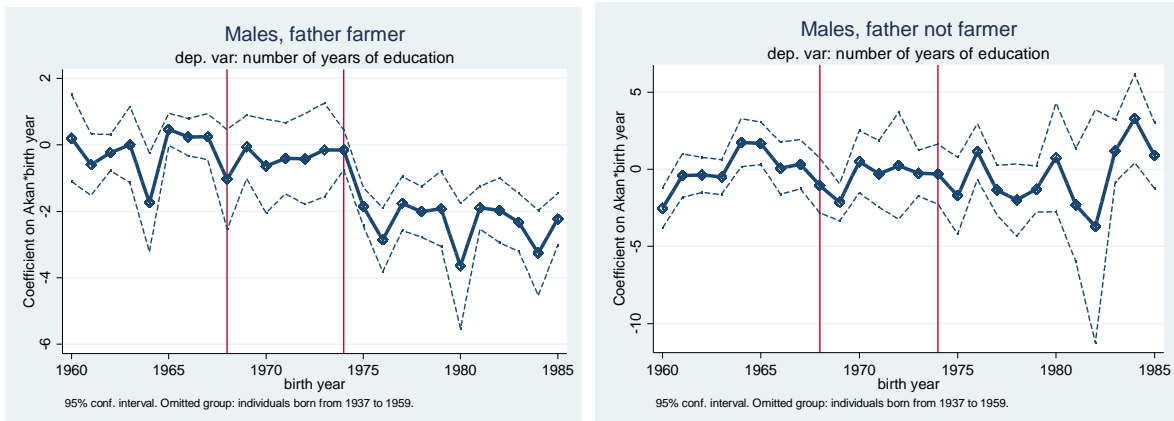 Males, father farmer
dep. var: number of years of education
Coefficient on Akan*birth year
2
0
-2
-4
-6
1960 1965 1970 1975 1980 1985
birth year
95% conf. interval. Omitted group: individuals born from 1937 to 1959.
Males, father not farmer
dep. var: number of years of education
Coefficient on Akan*birth year
5
0
-5
-10
1960 1965 1970 1975 1980 1985
birth year
95% conf. interval. Omitted group: individuals born from 1937 to 1959.